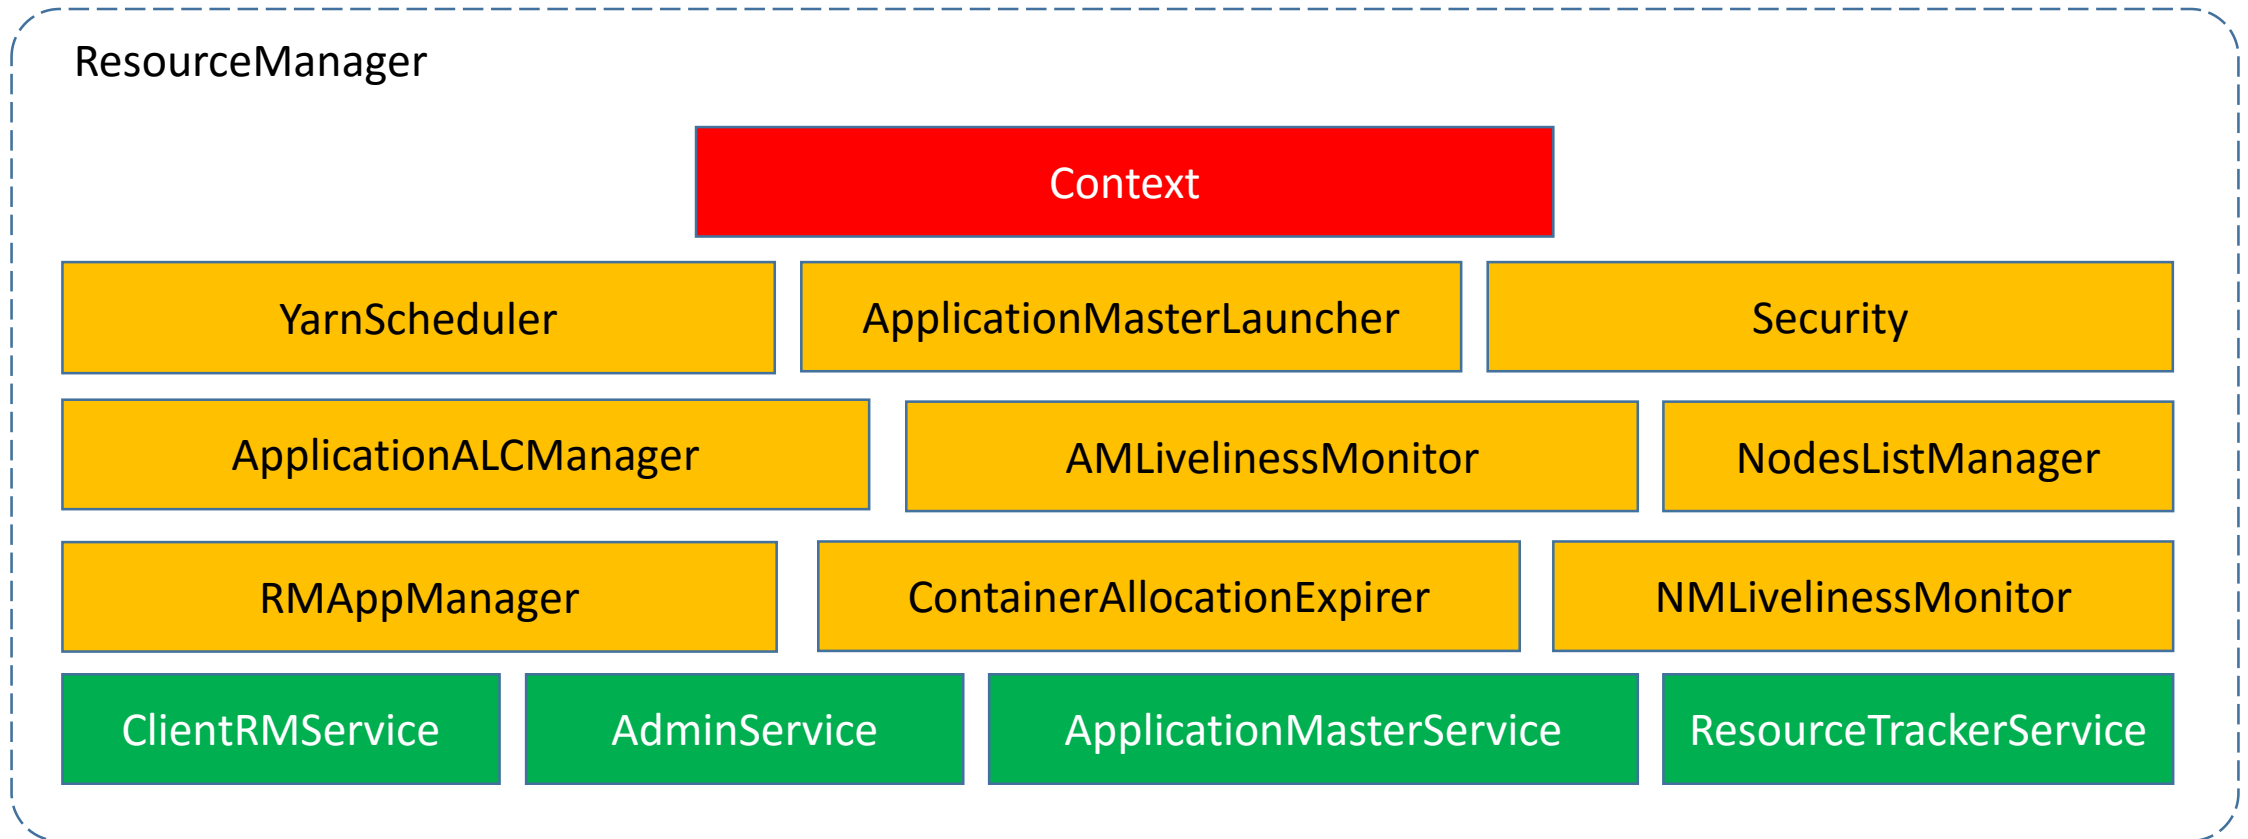 ResourceManager
Context
YarnScheduler
ApplicationMasterLauncher
Security
ApplicationALCManager
AMLivelinessMonitor
NodesListManager
RMAppManager
ContainerAllocationExpirer
NMLivelinessMonitor
ClientRMService
AdminService
ApplicationMasterService
ResourceTrackerService